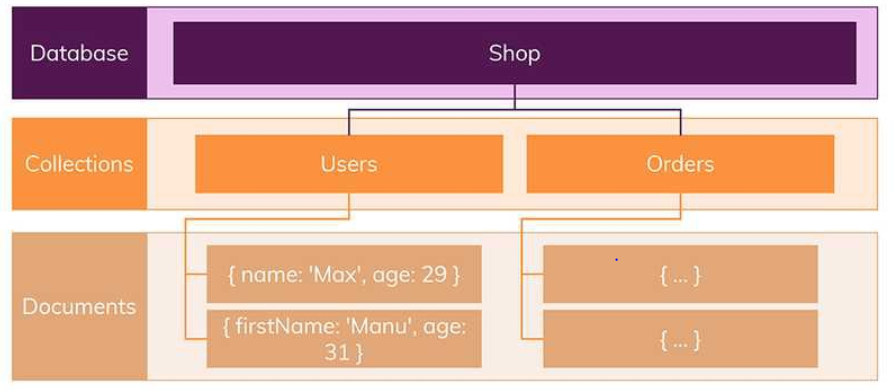 Database
Shop
Collections
Users
Orders
Documents
{ name: 'Max', age: 29 }
{ ... }
{ firstName: 'Manu', age:
31 }
{ ... }